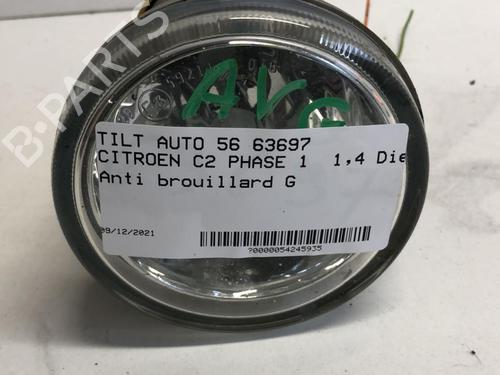 AVG
TILT AUTO 56 63697
CITROEN C2 PHASE 1 1,4 Die
Anti brouillard G
09/12/2021
?0000054245935
B-PARTS